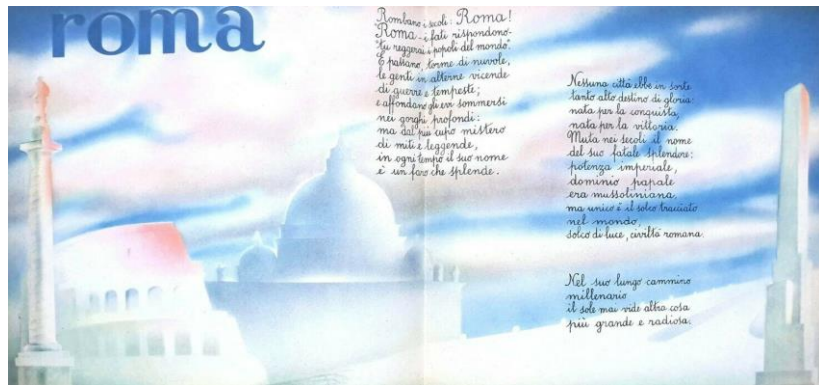 roma
Rombano i secoli: Roma!
Roma - i fati rispondono -
"tu reggerai i popoli del mondo".
E passano, torme di nuvole,
le genti in alterne vicende
di guerre e tempeste;
e affondano gli evi sommersi
nei gorghi profondi:
ma dal più cupo mistero
di miti e leggende,
in ogni tempo il suo nome
è un faro che splende.
Nessuna città ebbe in sorte
tanto alto destino di gloria:
nata per la conquista,
nata per la vittoria.
Muta nei secoli il nome
del suo fatale splendore:
potenza imperiale,
dominio papale
era mussoliniana,
ma unico è il solco tracciato
nel mondo,
solco di luce, civiltà romana.
Nel suo lungo cammino
millenario
il sole mai vide altra cosa
più grande e radiosa.